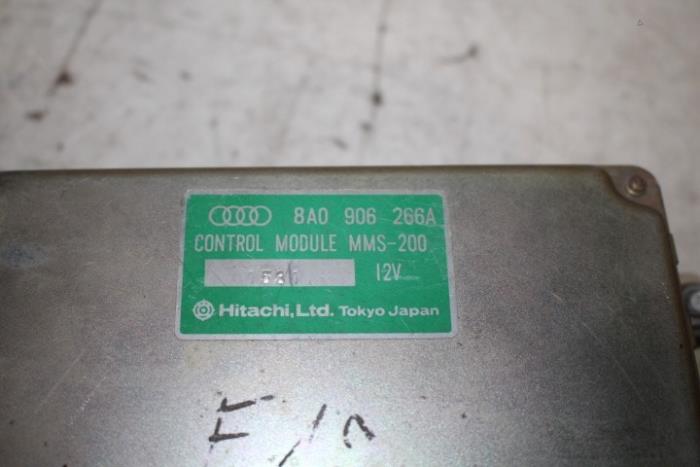 8A0 906 266A
CONTROL MODULE MMS-200
12V
Hitachi, Ltd. Tokyo Japan